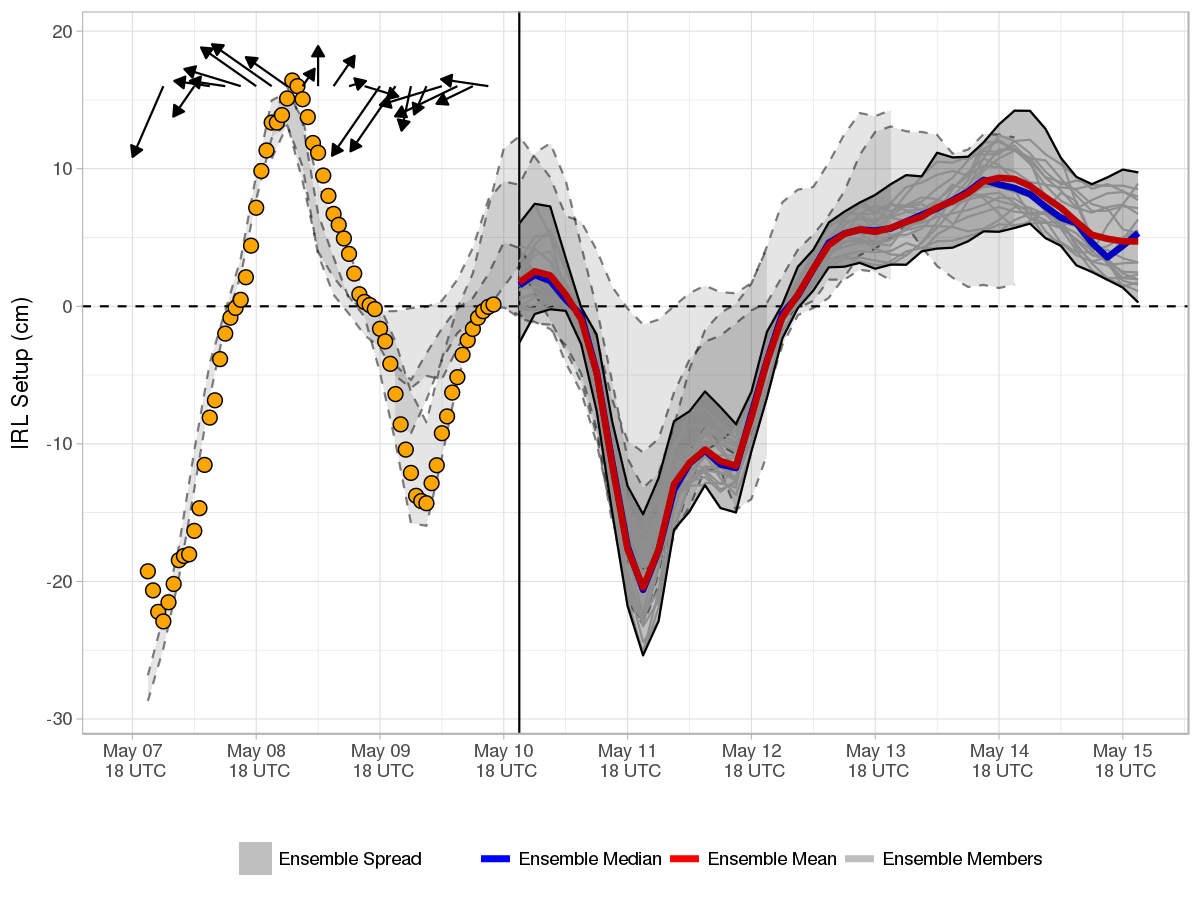 IRL Setup (cm)
20
10
0
-10
-20
-30
May 07 May 08 May 09 May 10 May 11 May 12 May 13 May 14 May 15
18 UTC 18 UTC 18 UTC 18 UTC 18 UTC 18 UTC 18 UTC 18 UTC 18 UTC
Ensemble Spread Ensemble Median Ensemble Mean Ensemble Members